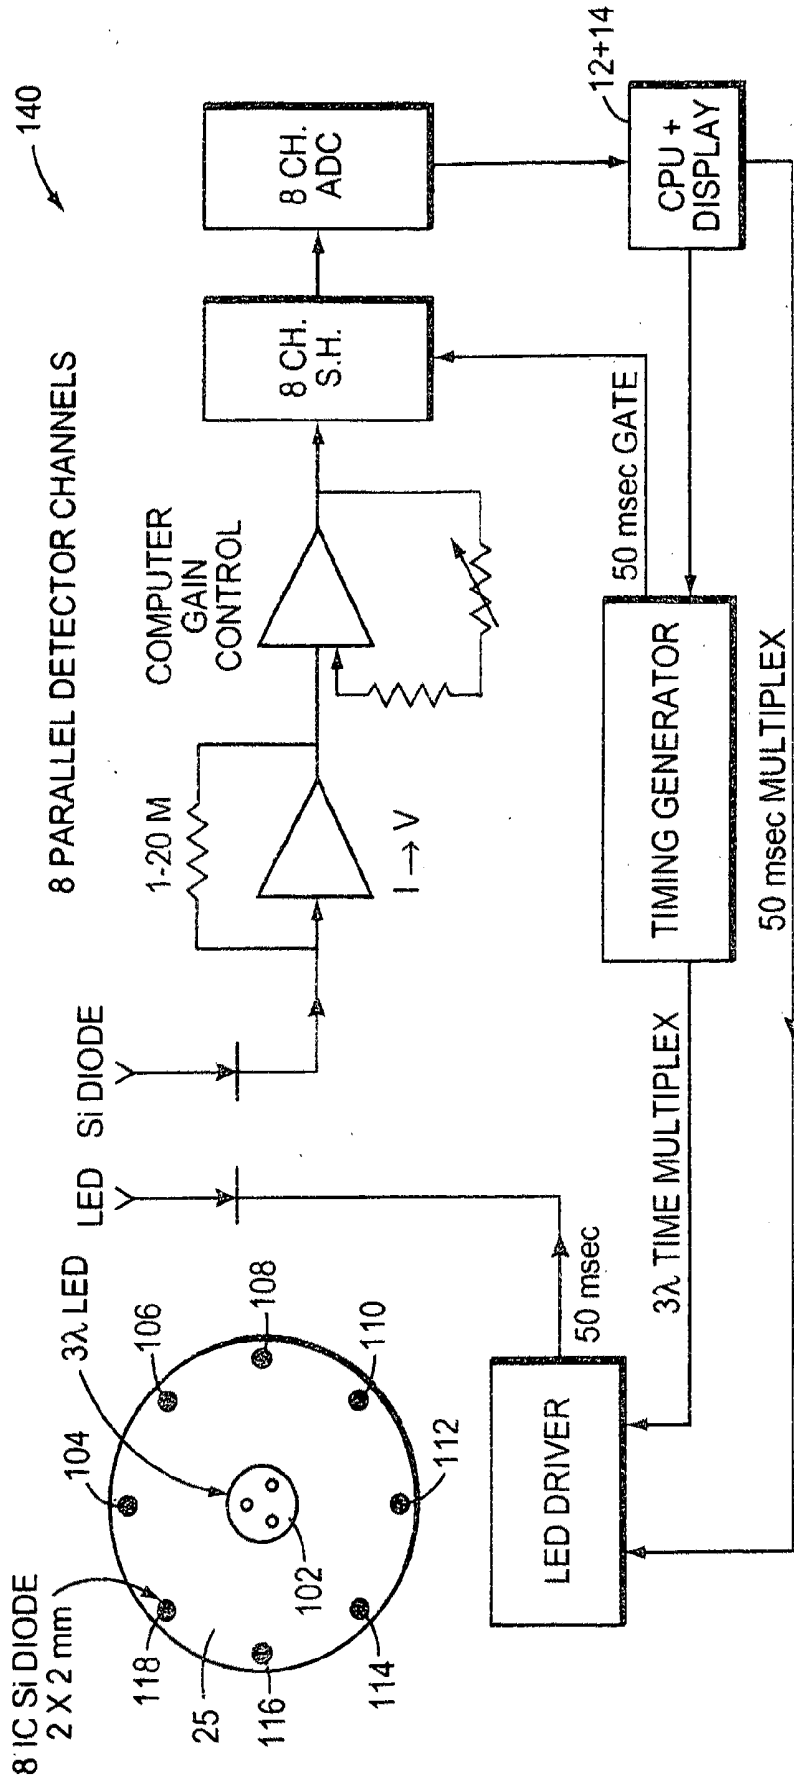 140
8 PARALLEL DETECTOR CHANNELS
8 IC Si DIODE
2 X 2 mm
118
104
106
3λ LED
108
110
112
114
116
25
102
LED
Si DIODE
1-20 M
I → V
COMPUTER
GAIN
CONTROL
8 CH.
S.H.
8 CH.
ADC
LED DRIVER
50 msec
3λ TIME MULTIPLEX
TIMING GENERATOR
50 msec GATE
CPU +
DISPLAY
12+14
50 msec MULTIPLEX